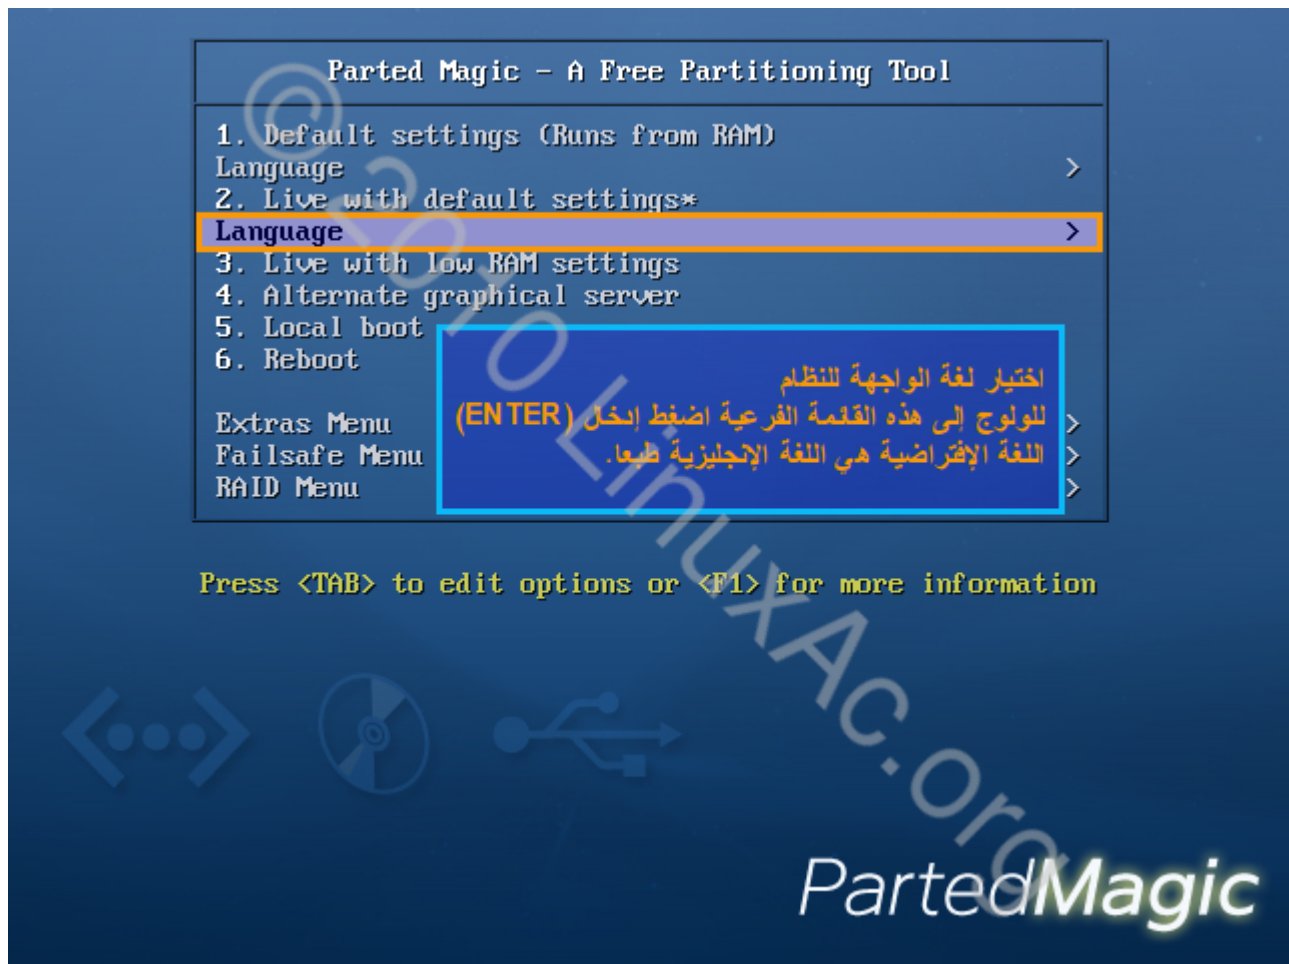 Parted Magic - A Free Partitioning Tool
1. Default settings (Runs from RAM)
Language >
2. Live with default settings*
Language >
3. Live with low RAM settings
4. Alternate graphical server
5. Local boot
6. Reboot
اختيار لغة الواجهة للنظام
للولوج إلى هذه القائمة الفرعية اضغط إدخال (ENTER)
اللغة الإفتراضية هي اللغة الإنجليزية طبعا.
Extras Menu >
Failsafe Menu >
RAID Menu >
Press <TAB> to edit options or <F1> for more information
© 2010 LinuxAc.org
PartedMagic